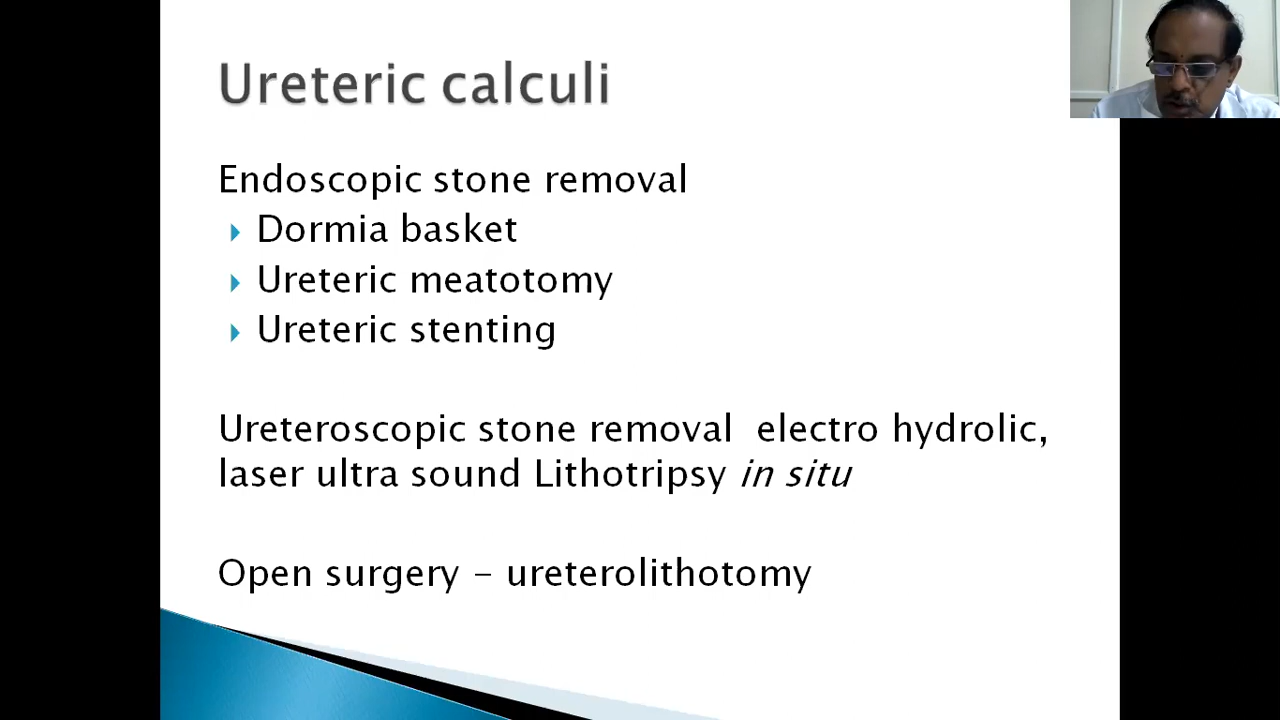 Ureteric calculi
Endoscopic stone removal
Dormia basket
Ureteric meatotomy
Ureteric stenting
Ureteroscopic stone removal  electro hydrolic,
laser ultra sound Lithotripsy in situ
Open surgery – ureterolithotomy